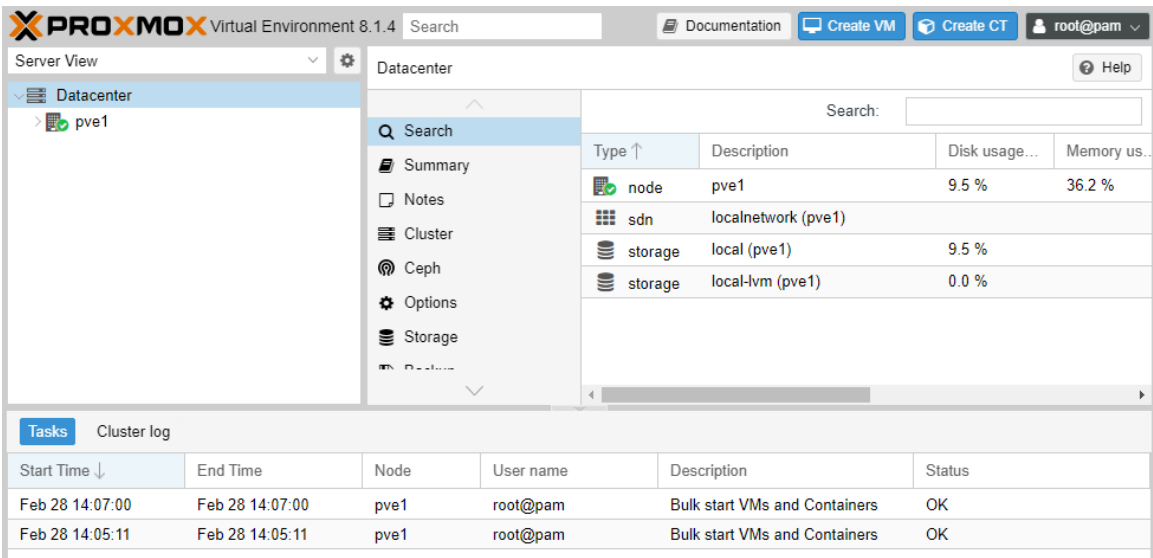 PROXMOX Virtual Environment 8.1.4 Search Documentation Create VM Create CT root@pam
Server View
Datacenter
pve1
Datacenter Help
Search
Summary
Notes
Cluster
Ceph
Options
Storage
Backup
Search:
Type Description Disk usage... Memory us...
node pve1 9.5 % 36.2 %
sdn localnetwork (pve1)
storage local (pve1) 9.5 %
storage local-lvm (pve1) 0.0 %
Tasks Cluster log
Start Time End Time Node User name Description Status
Feb 28 14:07:00 Feb 28 14:07:00 pve1 root@pam Bulk start VMs and Containers OK
Feb 28 14:05:11 Feb 28 14:05:11 pve1 root@pam Bulk start VMs and Containers OK